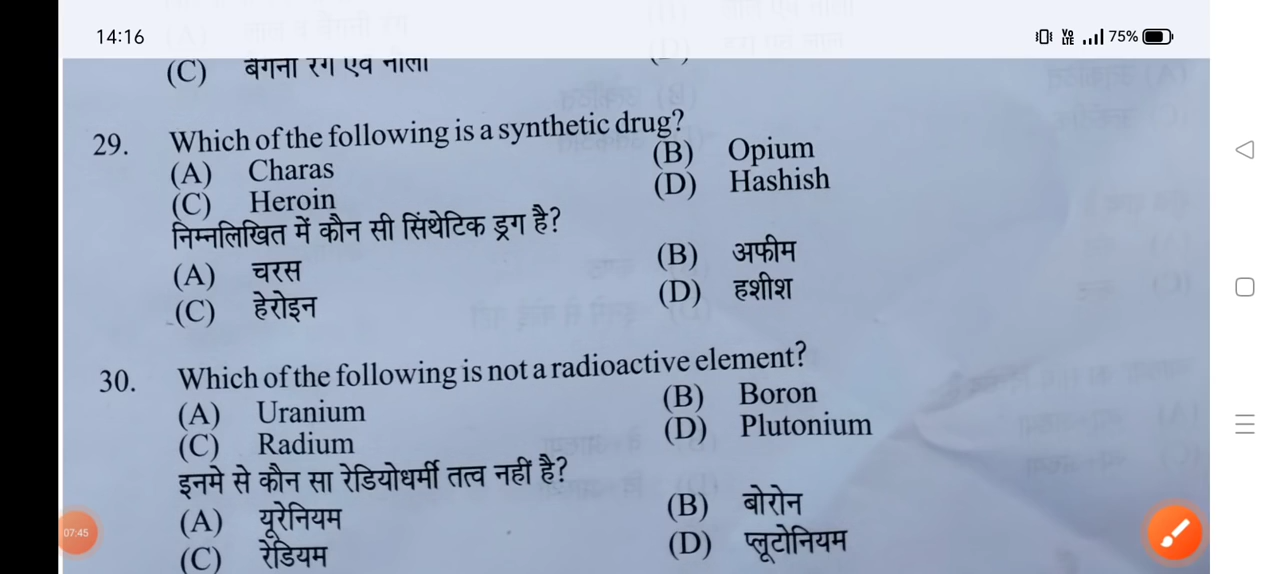 14:16
75%
(C) बैंगनी रंग एवं नीला
29. Which of the following is a synthetic drug?
(A) Charas (B) Opium
(C) Heroin (D) Hashish
निम्नलिखित में कौन सी सिंथेटिक ड्रग है?
(A) चरस (B) अफीम
(C) हेरोइन (D) हशीश
30. Which of the following is not a radioactive element?
(A) Uranium (B) Boron
(C) Radium (D) Plutonium
इनमे से कौन सा रेडियोधर्मी तत्व नहीं है?
(A) यूरेनियम (B) बोरोन
(C) रेडियम (D) प्लूटोनियम
07:45